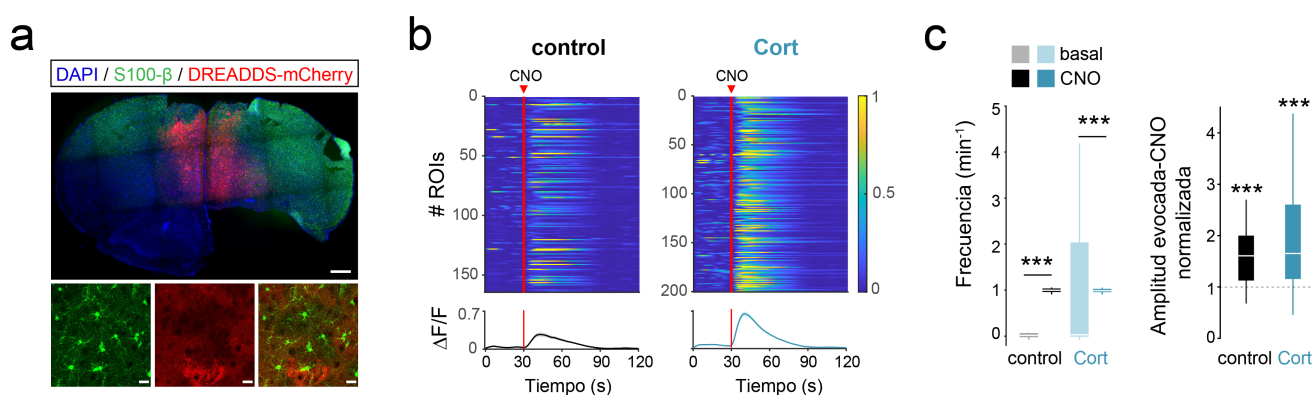 a
DAPI / S100-β / DREADDS-mCherry
b
control
Cort
CNO
CNO
# ROIs
0
50
100
150
0
50
100
150
200
1
0.5
0
ΔF/F
0.7
0
0 30 60 90 120
0 30 60 90 120
Tiempo (s)
Tiempo (s)
c
basal
CNO
Frecuencia (min⁻¹)
5
4
3
2
1
0
***
***
control
Cort
Amplitud evocada-CNO
normalizada
4
3
2
1
0
***
***
control Cort